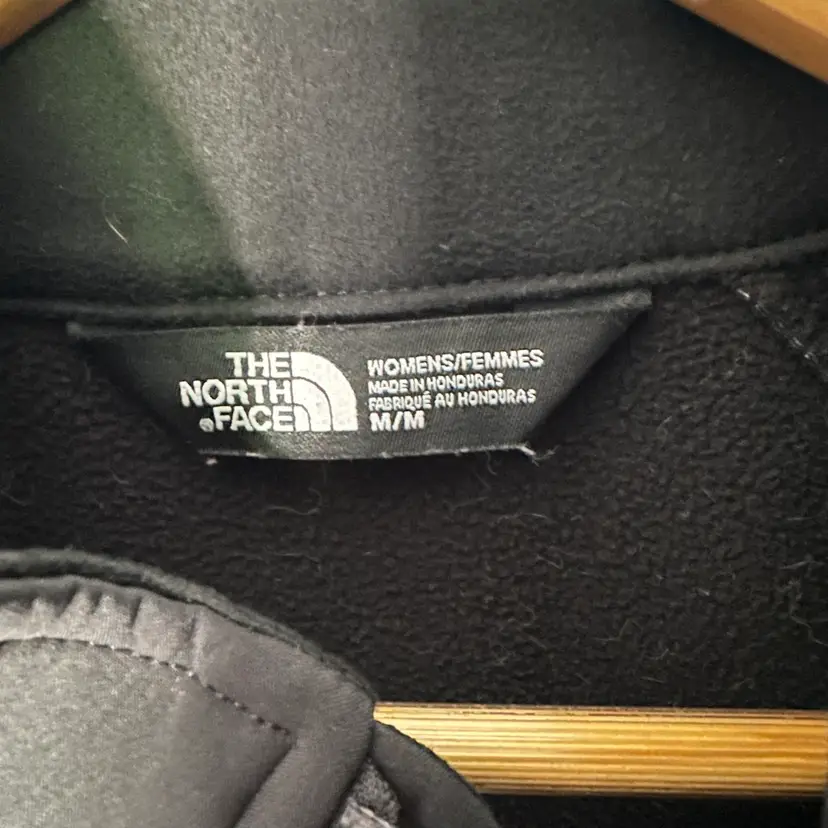 THE
NORTH
®FACE
WOMENS/FEMMES
MADE IN HONDURAS
FABRIQUÉ AU HONDURAS
M/M